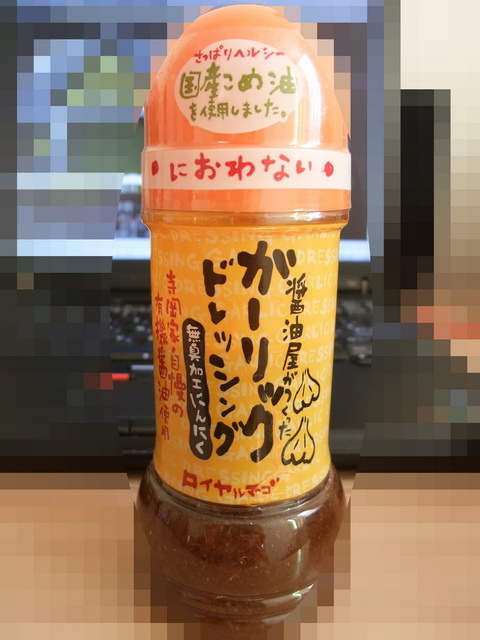 さっぱりヘルシー
国産こめ油
を使用しました。
におわない
醤油屋がつくった
ガーリック
ドレッシング
無臭加工にんにく
寺岡家自慢の
有機醤油使用
ロイヤルマーゴ